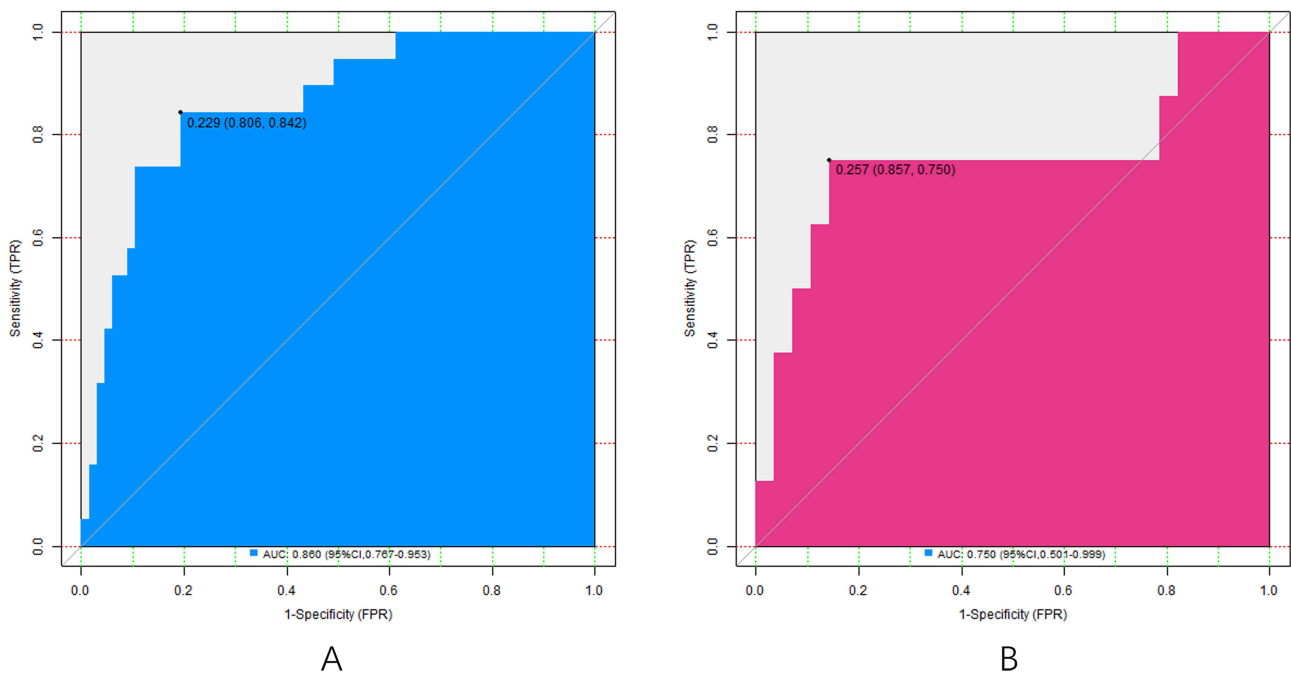 1.0
0.8
0.6
0.4
0.2
0.0
Sensitivity (TPR)
0.229 (0.806, 0.842)
AUC: 0.860 (95%CI,0.767-0.953)
0.0 0.2 0.4 0.6 0.8 1.0
1-Specificity (FPR)
A
1.0
0.8
0.6
0.4
0.2
0.0
Sensitivity (TPR)
0.257 (0.857, 0.750)
AUC: 0.750 (95%CI,0.501-0.999)
0.0 0.2 0.4 0.6 0.8 1.0
1-Specificity (FPR)
B